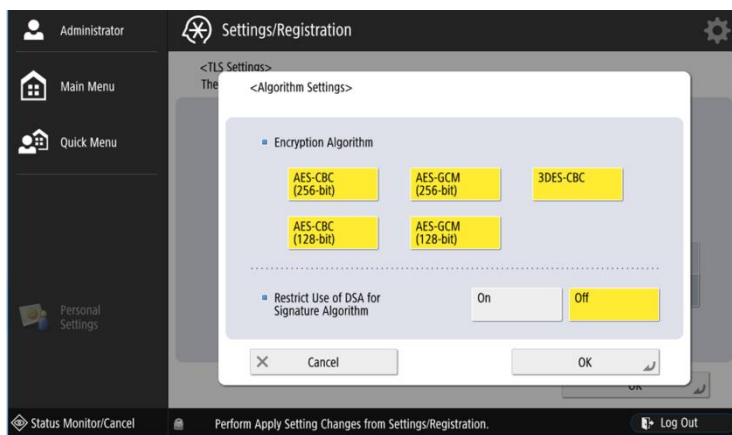 Administrator
Settings/Registration
<TLS Settings>
The
Main Menu
<Algorithm Settings>
Quick Menu
Encryption Algorithm
AES-CBC
(256-bit)
AES-GCM
(256-bit)
3DES-CBC
AES-CBC
(128-bit)
AES-GCM
(128-bit)
Restrict Use of DSA for
Signature Algorithm
On
Off
Personal
Settings
Cancel
OK
OK
Status Monitor/Cancel
Perform Apply Setting Changes from Settings/Registration.
Log Out